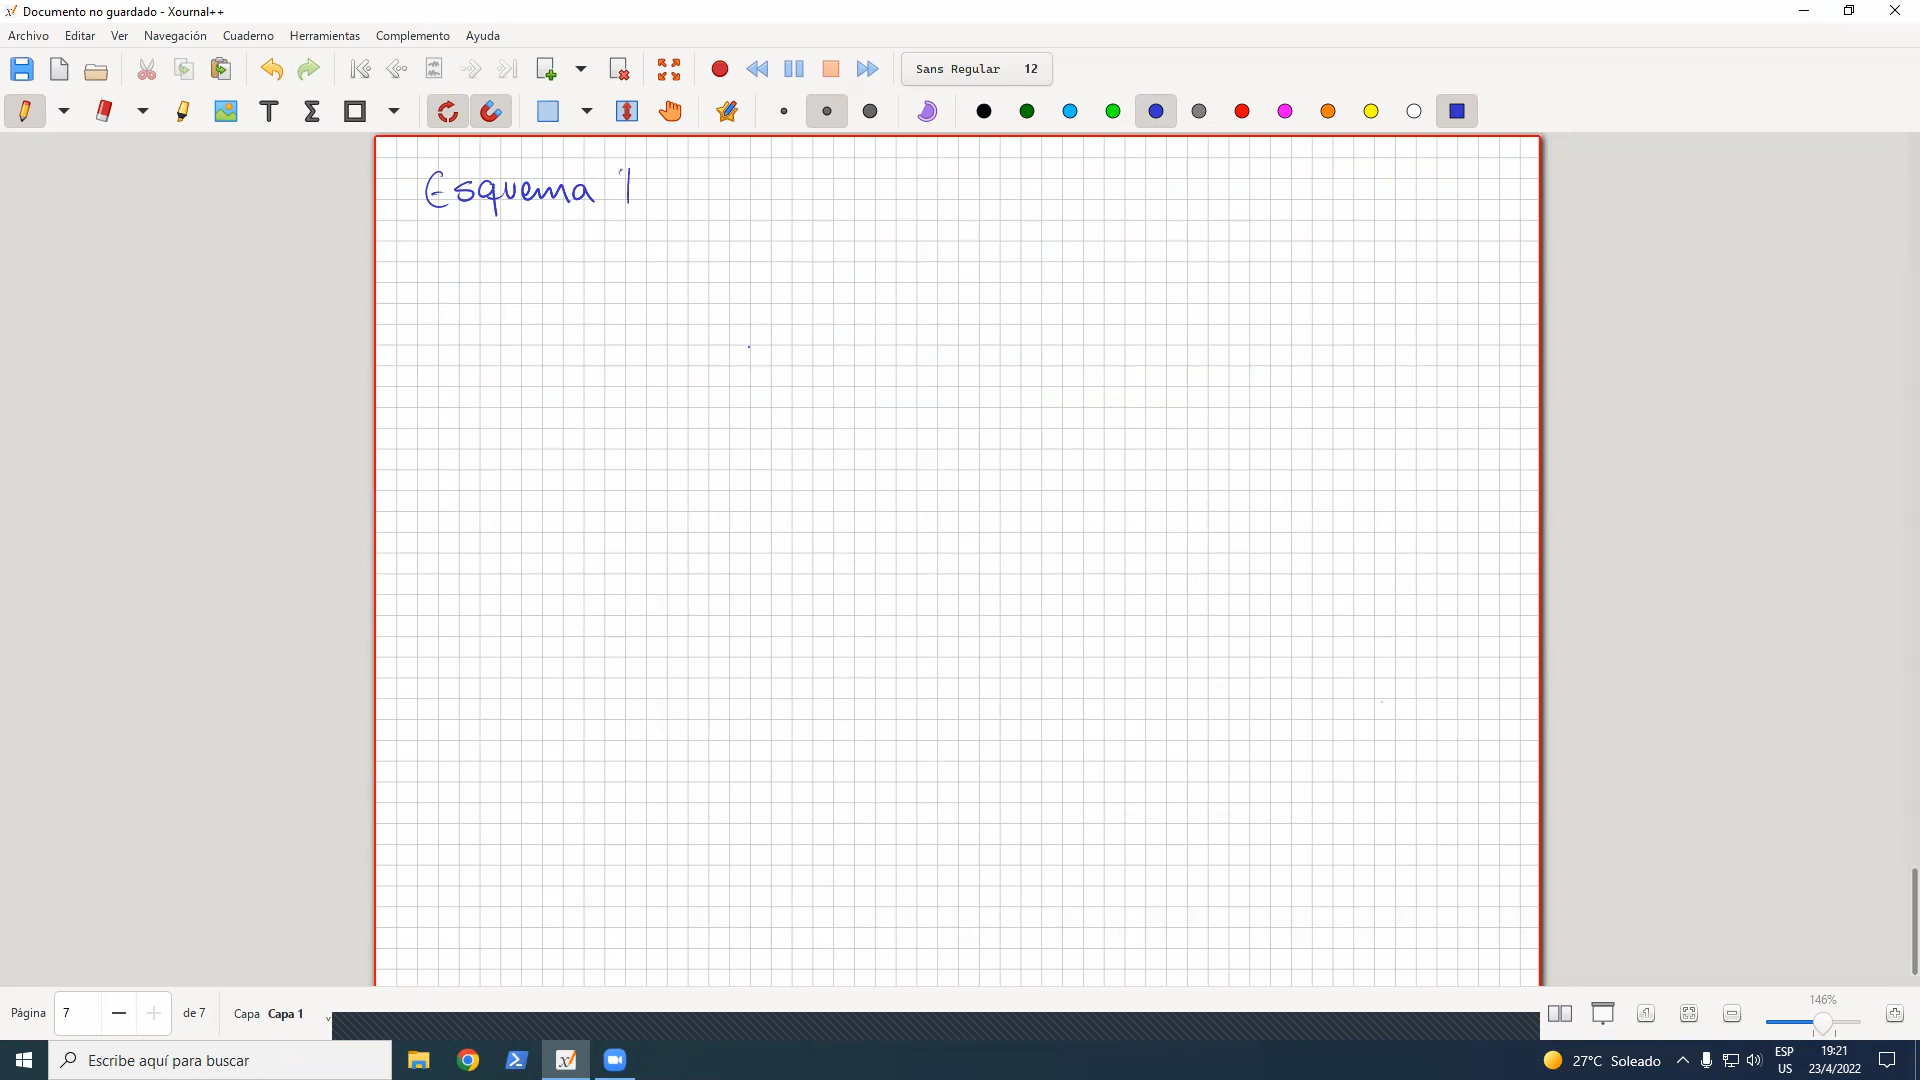 Documento no guardado - Xournal++
Archivo Editar Ver Navegación Cuaderno Herramientas Complemento Ayuda
Sans Regular 12
Esquema 1
Página 7 de 7 Capa Capa 1
146%
Escribe aquí para buscar
27°C Soleado
ESP
US
19:21
23/4/2022